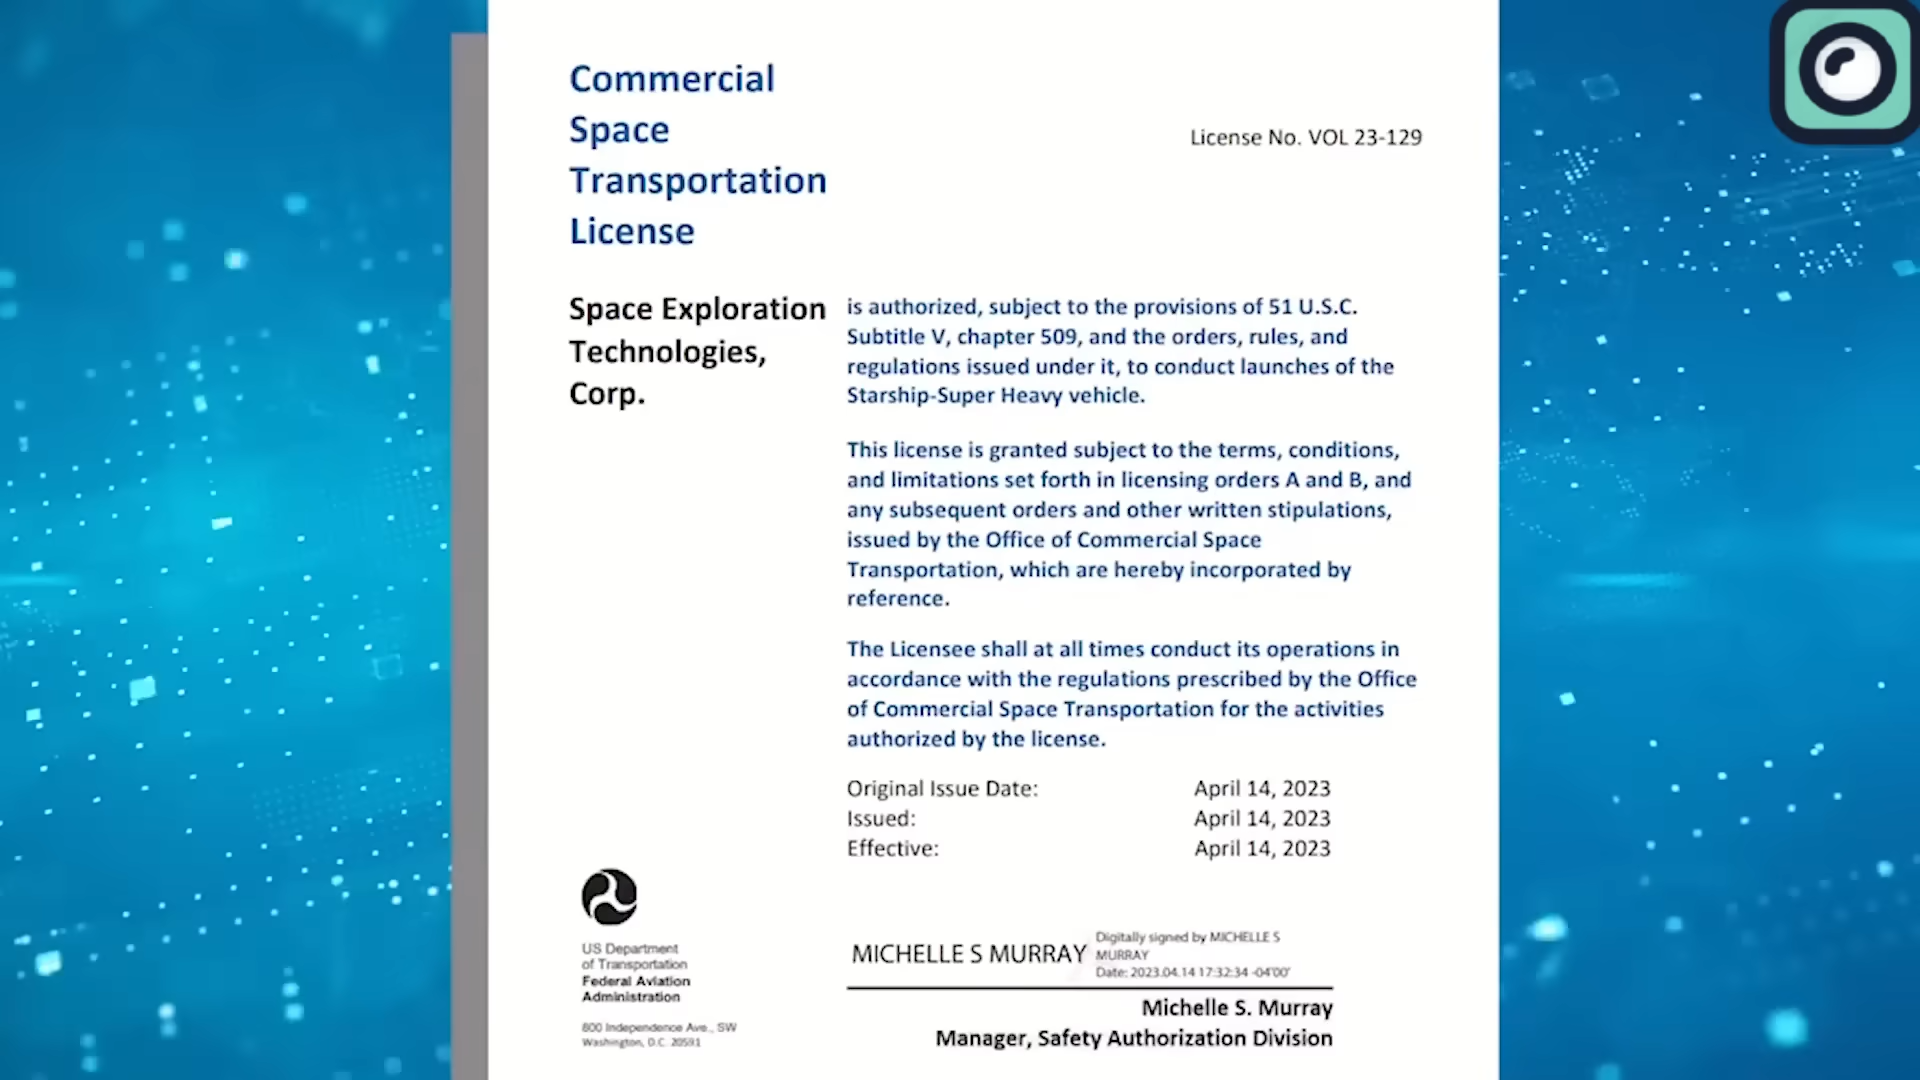 Commercial
Space
Transportation
License
License No. VOL 23-129
Space Exploration
Technologies,
Corp.
is authorized, subject to the provisions of 51 U.S.C.
Subtitle V, chapter 509, and the orders, rules, and
regulations issued under it, to conduct launches of the
Starship-Super Heavy vehicle.
This license is granted subject to the terms, conditions,
and limitations set forth in licensing orders A and B, and
any subsequent orders and other written stipulations,
issued by the Office of Commercial Space
Transportation, which are hereby incorporated by
reference.
The Licensee shall at all times conduct its operations in
accordance with the regulations prescribed by the Office
of Commercial Space Transportation for the activities
authorized by the license.
Original Issue Date: April 14, 2023
Issued: April 14, 2023
Effective: April 14, 2023
US Department
of Transportation
Federal Aviation
Administration
800 Independence Ave., SW
Washington, D.C. 20591
MICHELLE S MURRAY
Digitally signed by MICHELLE S
MURRAY
Date: 2023.04.14 17:32:34 -04'00'
Michelle S. Murray
Manager, Safety Authorization Division